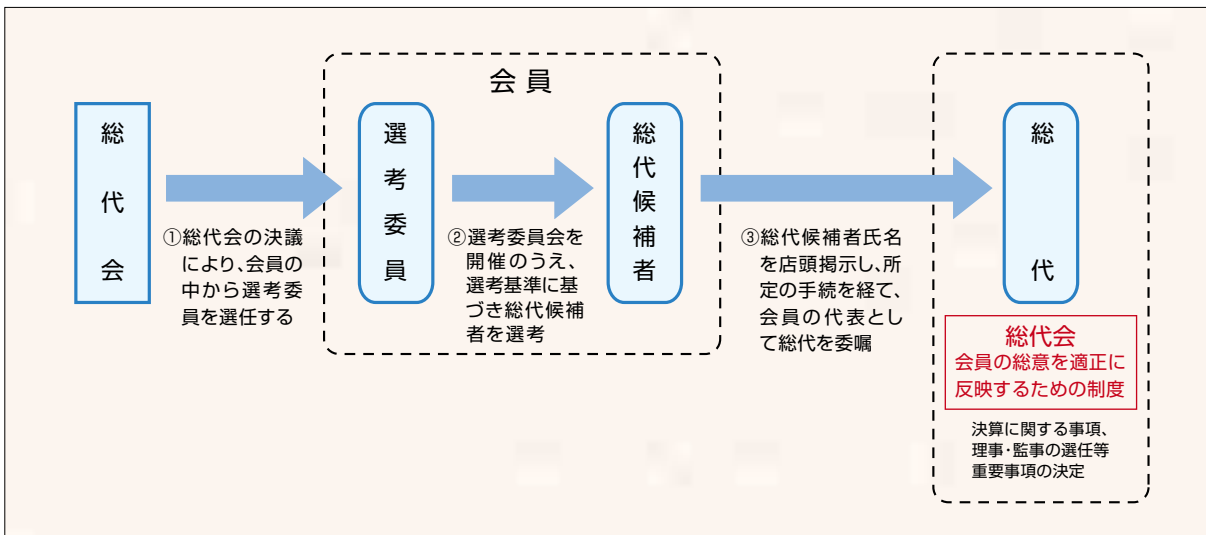 会員
総代会
選考委員
総代候補者
総代
①総代会の決議
により、会員の
中から選考委
員を選任する
②選考委員会を
開催のうえ、
選考基準に基
づき総代候補
者を選考
③総代候補者氏名
を店頭掲示し、所
定の手続を経て、
会員の代表とし
て総代を委嘱
総代会
会員の総意を適正に
反映するための制度
決算に関する事項、
理事・監事の選任等
重要事項の決定